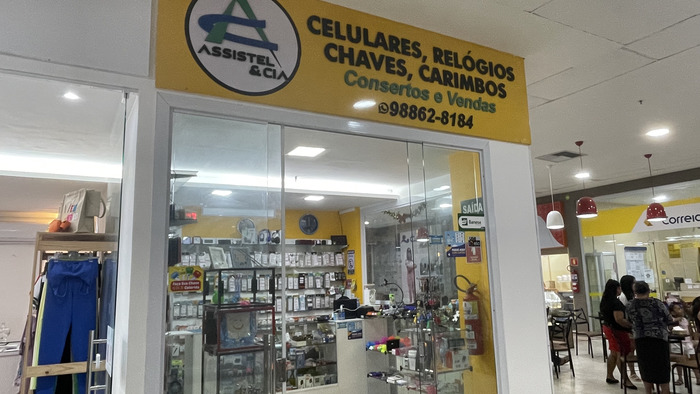 ASSISTEL
& CIA
CELULARES, RELÓGIOS
CHAVES, CARIMBOS
Consertos e Vendas
98862-8184
SAÍDA
Correio